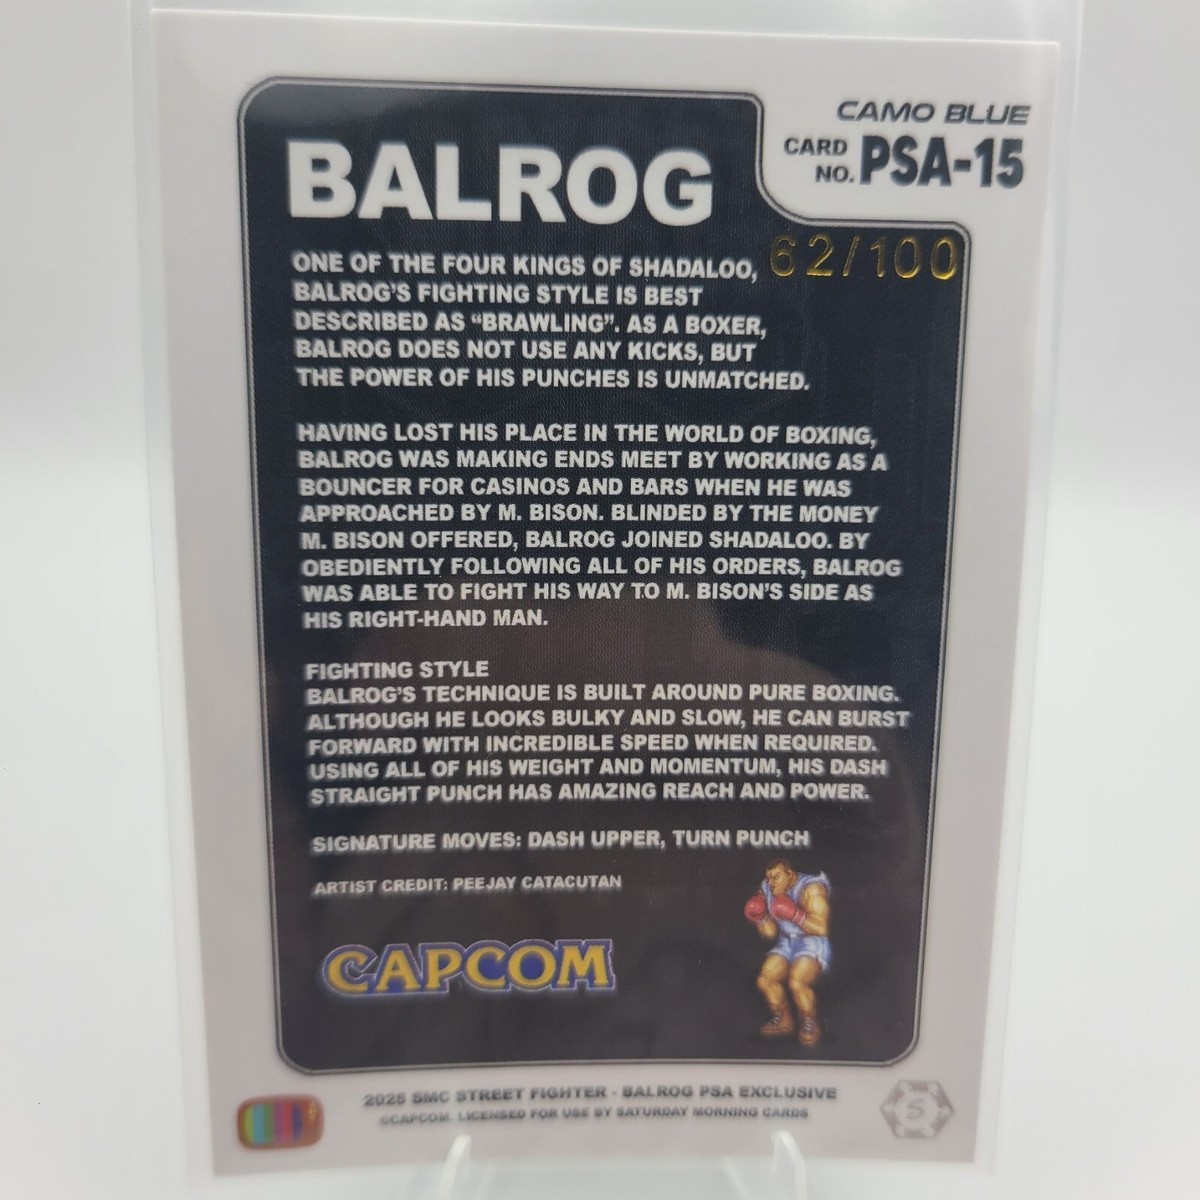 CAMO BLUE
CARD NO. PSA-15
BALROG
62/100
ONE OF THE FOUR KINGS OF SHADALOO,
BALROG'S FIGHTING STYLE IS BEST
DESCRIBED AS “BRAWLING”. AS A BOXER,
BALROG DOES NOT USE ANY KICKS, BUT
THE POWER OF HIS PUNCHES IS UNMATCHED.
HAVING LOST HIS PLACE IN THE WORLD OF BOXING,
BALROG WAS MAKING ENDS MEET BY WORKING AS A
BOUNCER FOR CASINOS AND BARS WHEN HE WAS
APPROACHED BY M. BISON. BLINDED BY THE MONEY
M. BISON OFFERED, BALROG JOINED SHADALOO. BY
OBEDIENTLY FOLLOWING ALL OF HIS ORDERS, BALROG
WAS ABLE TO FIGHT HIS WAY TO M. BISON'S SIDE AS
HIS RIGHT-HAND MAN.
FIGHTING STYLE
BALROG'S TECHNIQUE IS BUILT AROUND PURE BOXING.
ALTHOUGH HE LOOKS BULKY AND SLOW, HE CAN BURST
FORWARD WITH INCREDIBLE SPEED WHEN REQUIRED.
USING ALL OF HIS WEIGHT AND MOMENTUM, HIS DASH
STRAIGHT PUNCH HAS AMAZING REACH AND POWER.
SIGNATURE MOVES: DASH UPPER, TURN PUNCH
ARTIST CREDIT: PEEJAY CATACUTAN
CAPCOM
2025 SMC STREET FIGHTER - BALROG PSA EXCLUSIVE
©CAPCOM. LICENSED FOR USE BY SATURDAY MORNING CARDS
S